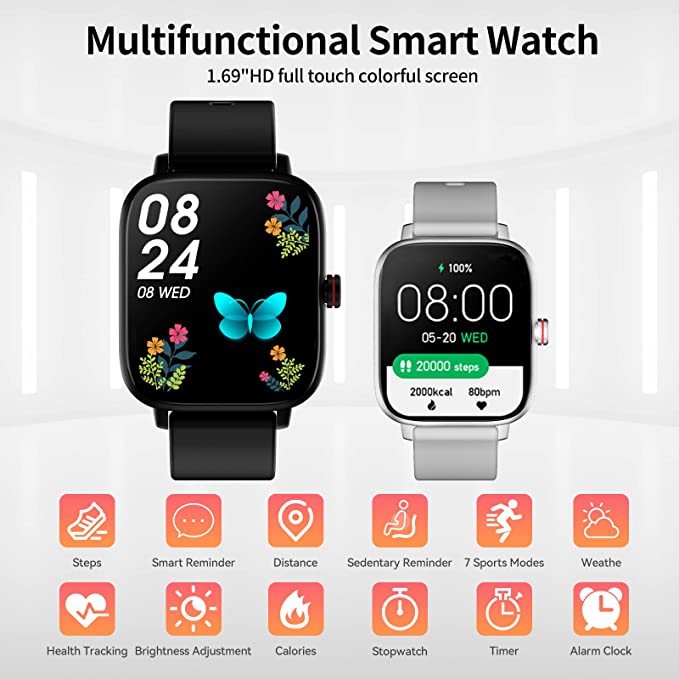 Multifunctional Smart Watch
1.69"HD full touch colorful screen
08
24
08 WED
100%
08:00
05-20 WED
20000 steps
2000kcal 80bpm
Steps Smart Reminder Distance Sedentary Reminder 7 Sports Modes Weathe
Health Tracking Brightness Adjustment Calories Stopwatch Timer Alarm Clock